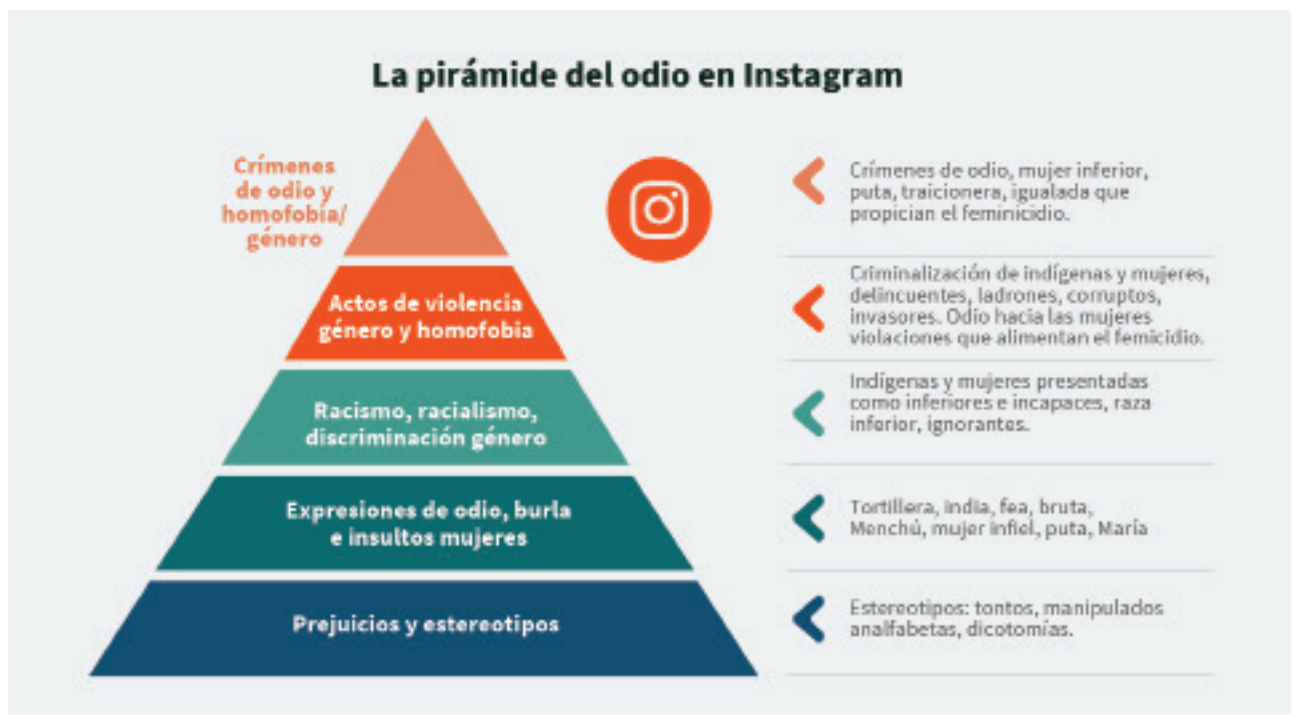 La pirámide del odio en Instagram
Crímenes
de odio y
homofobia/
género
Crímenes de odio, mujer inferior,
puta, traicionera, igualada que
propician el feminicidio.
Actos de violencia
género y homofobia
Criminalización de indígenas y mujeres,
delincuentes, ladrones, corruptos,
invasores. Odio hacia las mujeres
violaciones que alimentan el femicidio.
Racismo, racialismo,
discriminación género
Indígenas y mujeres presentadas
como inferiores e incapaces, raza
inferior, ignorantes.
Expresiones de odio, burla
e insultos mujeres
Tortillera, india, fea, bruta,
Menchú, mujer infiel, puta, María
Prejuicios y estereotipos
Estereotipos: tontos, manipulados
analfabetas, dicotomías.